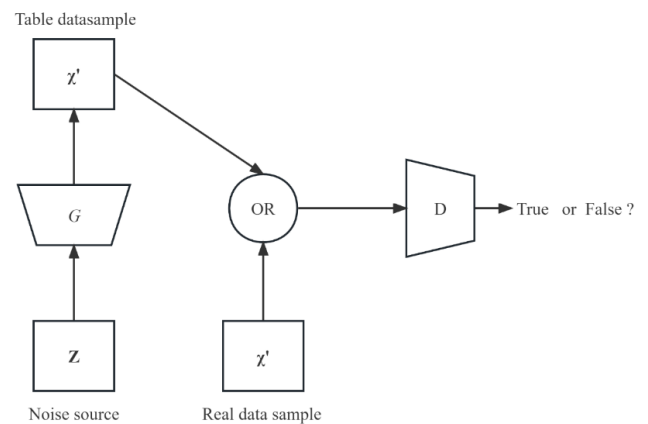 Table datasample
χ'
G
OR
D
True or False ?
Z
χ'
Noise source
Real data sample